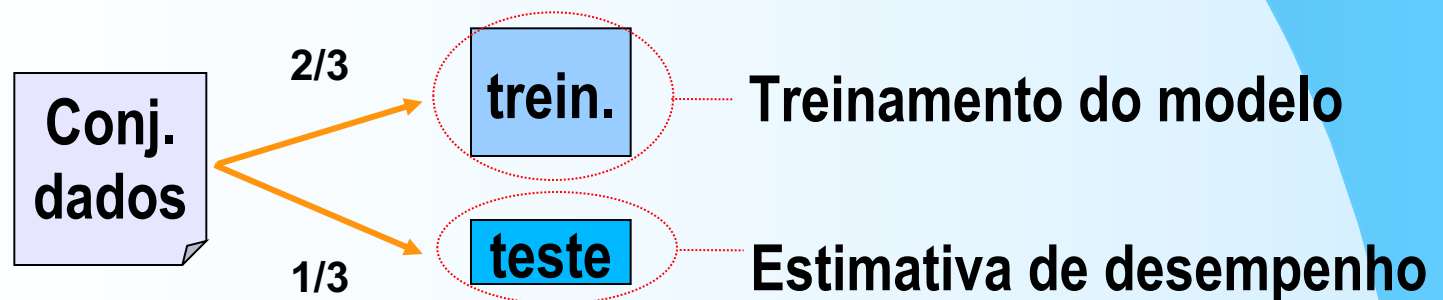 Conj.
dados
2/3
trein.
Treinamento do modelo
1/3
teste
Estimativa de desempenho